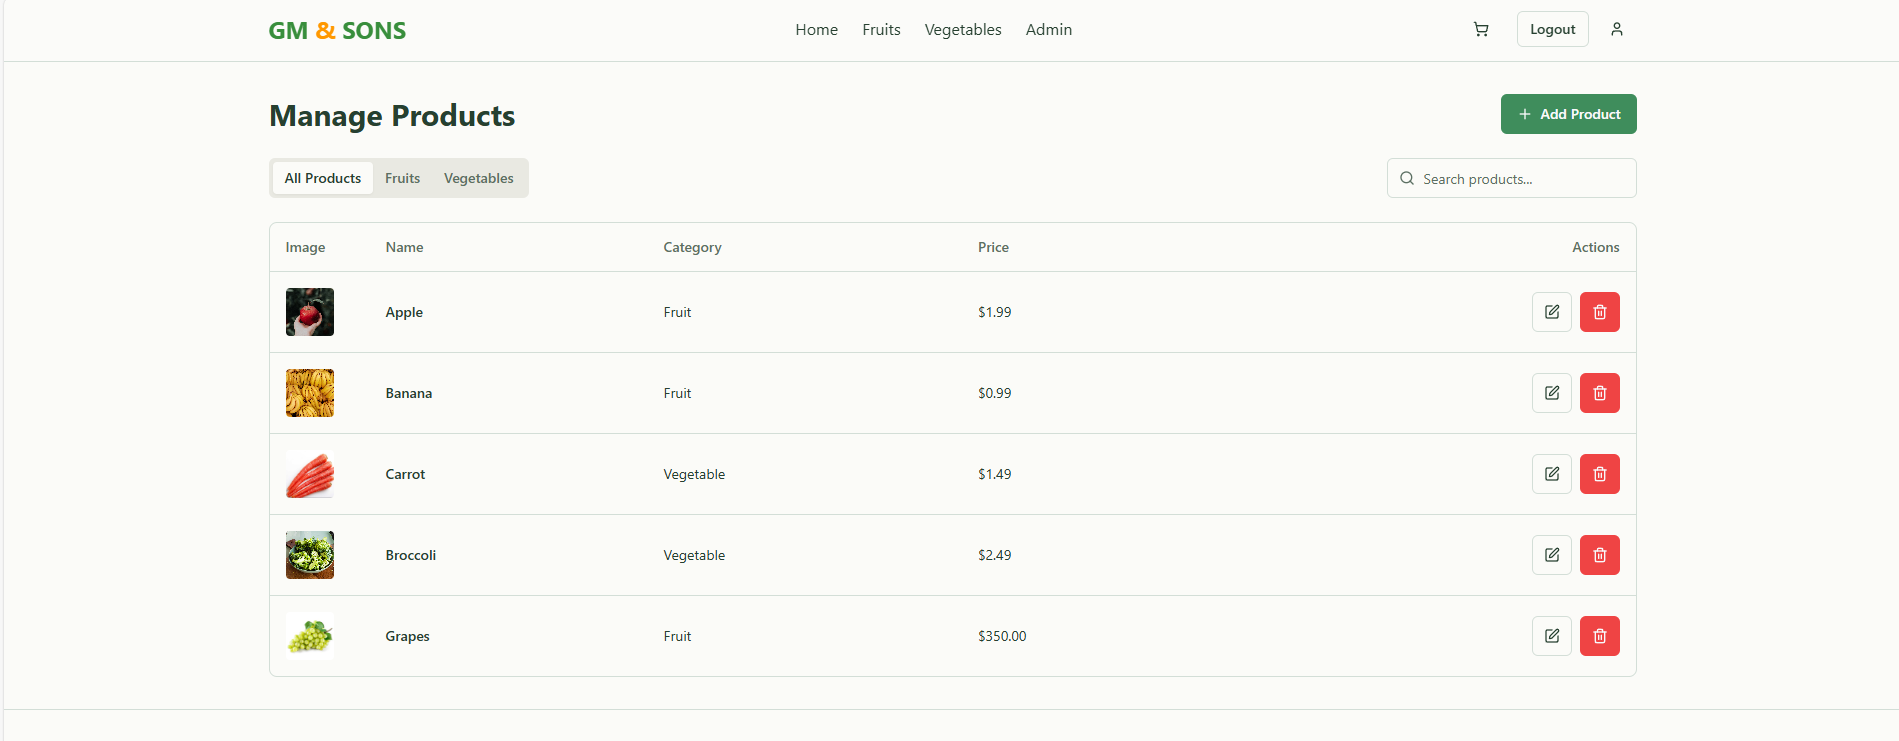 GM & SONS
Home Fruits Vegetables Admin
Logout
Manage Products
Add Product
All Products Fruits Vegetables
Search products...
Image Name Category Price Actions
Apple Fruit $1.99
Banana Fruit $0.99
Carrot Vegetable $1.49
Broccoli Vegetable $2.49
Grapes Fruit $350.00